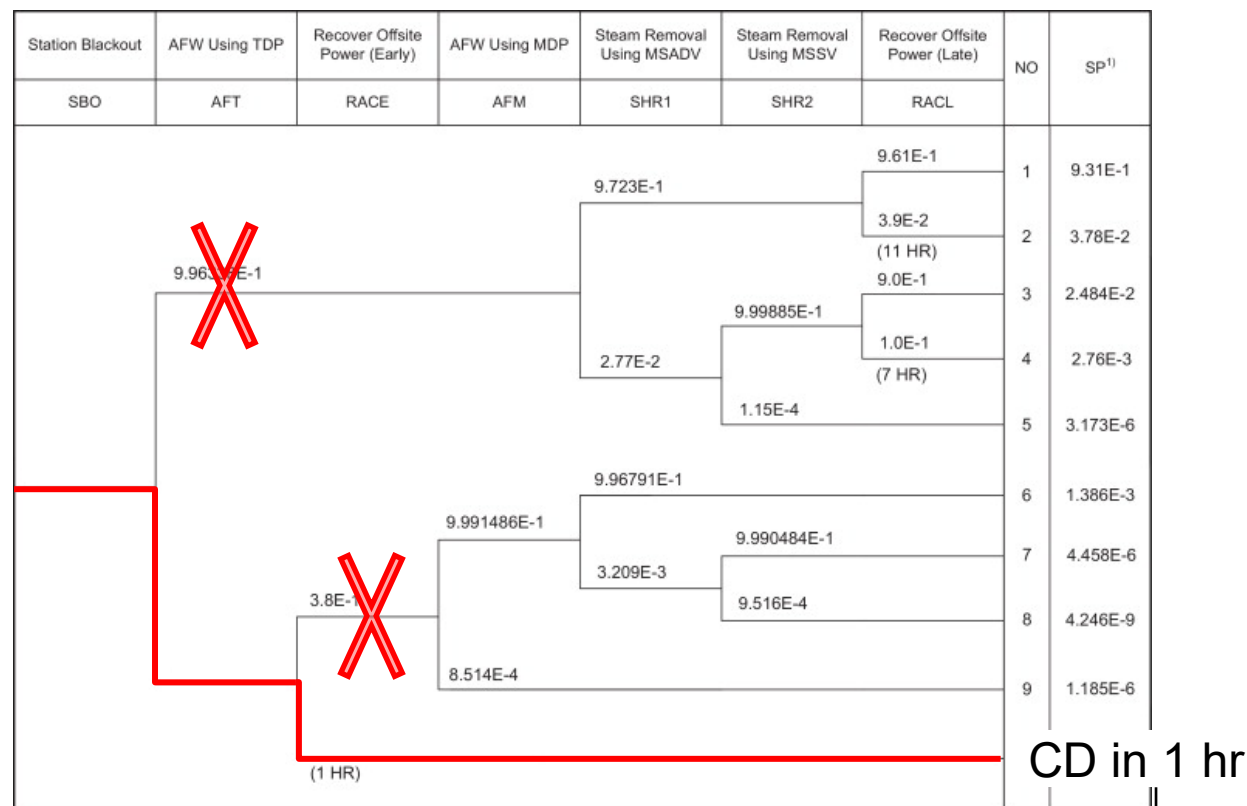 Station Blackout
AFW Using TDP
Recover Offsite
Power (Early)
AFW Using MDP
Steam Removal
Using MSADV
Steam Removal
Using MSSV
Recover Offsite
Power (Late)
NO
SP1)
SBO
AFT
RACE
AFM
SHR1
SHR2
RACL
9.61E-1
1
9.31E-1
9.723E-1
3.9E-2
2
3.78E-2
(11 HR)
E-1
9.0E-1
3
2.484E-2
9.99885E-1
1.0E-1
4
2.76E-3
2.77E-2
(7 HR)
1.15E-4
5
3.173E-6
9.96791E-1
6
1.386E-3
9.991486E-1
9.990484E-1
7
4.458E-6
3.209E-3
3.8E-1
9.516E-4
8
4.246E-9
8.514E-4
9
1.185E-6
CD in 1 hr
(1 HR)